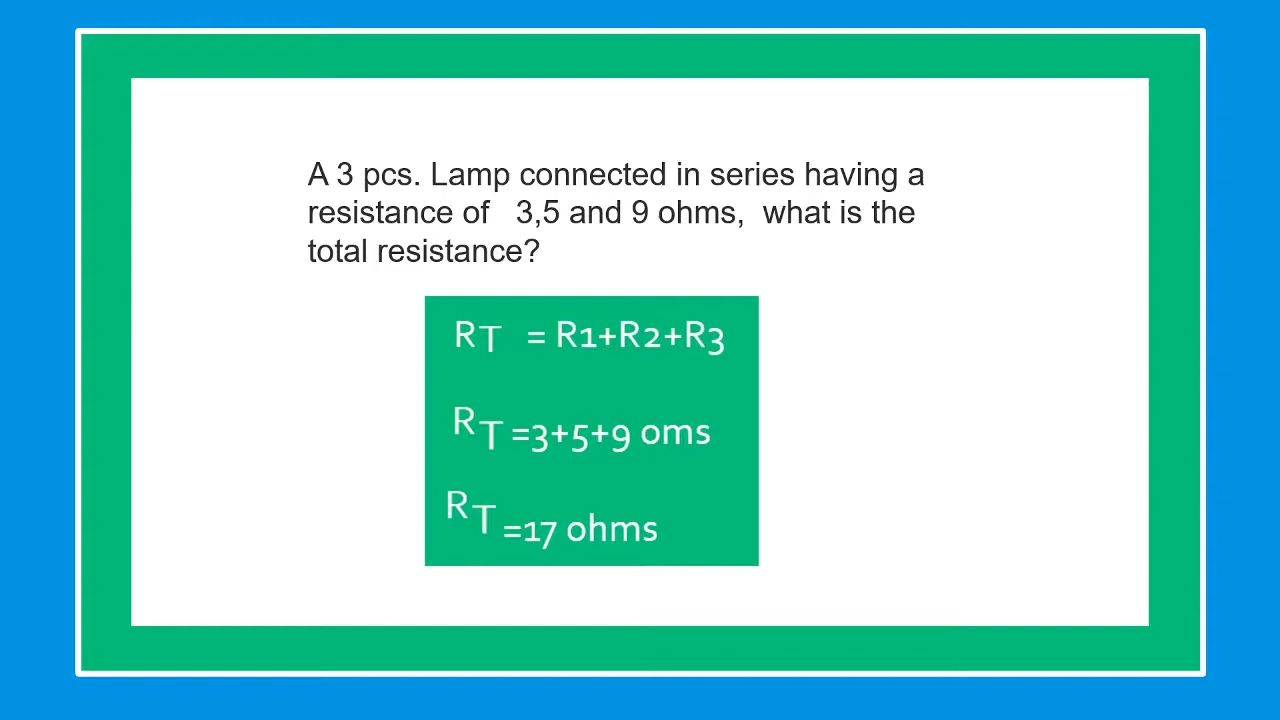 A 3 pcs. Lamp connected in series having a
resistance of   3,5 and 9 ohms,  what is the
total resistance?
RT = R1+R2+R3
RT =3+5+9 oms
RT =17 ohms